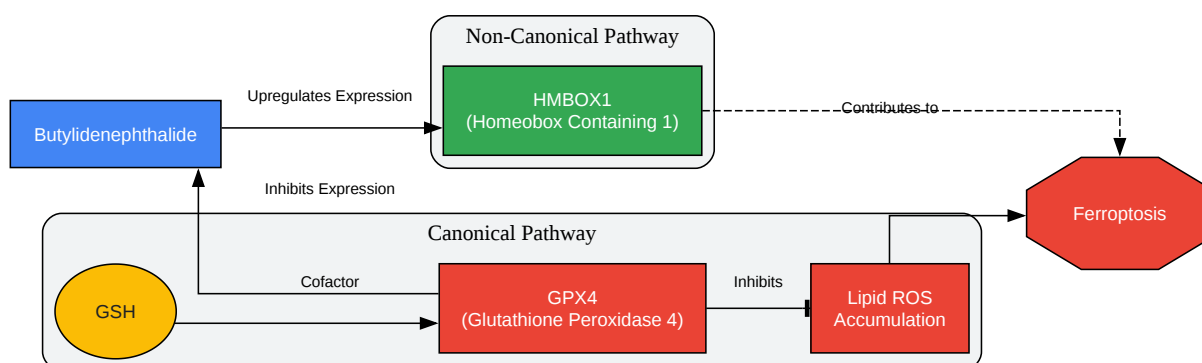 Non-Canonical Pathway
HMBOX1
(Homeobox Containing 1)
Upregulates Expression
Contributes to
Butylidenephthalide
Inhibits Expression
Ferroptosis
Canonical Pathway
Cofactor
GPX4
(Glutathione Peroxidase 4)
Inhibits
Lipid ROS
Accumulation
GSH